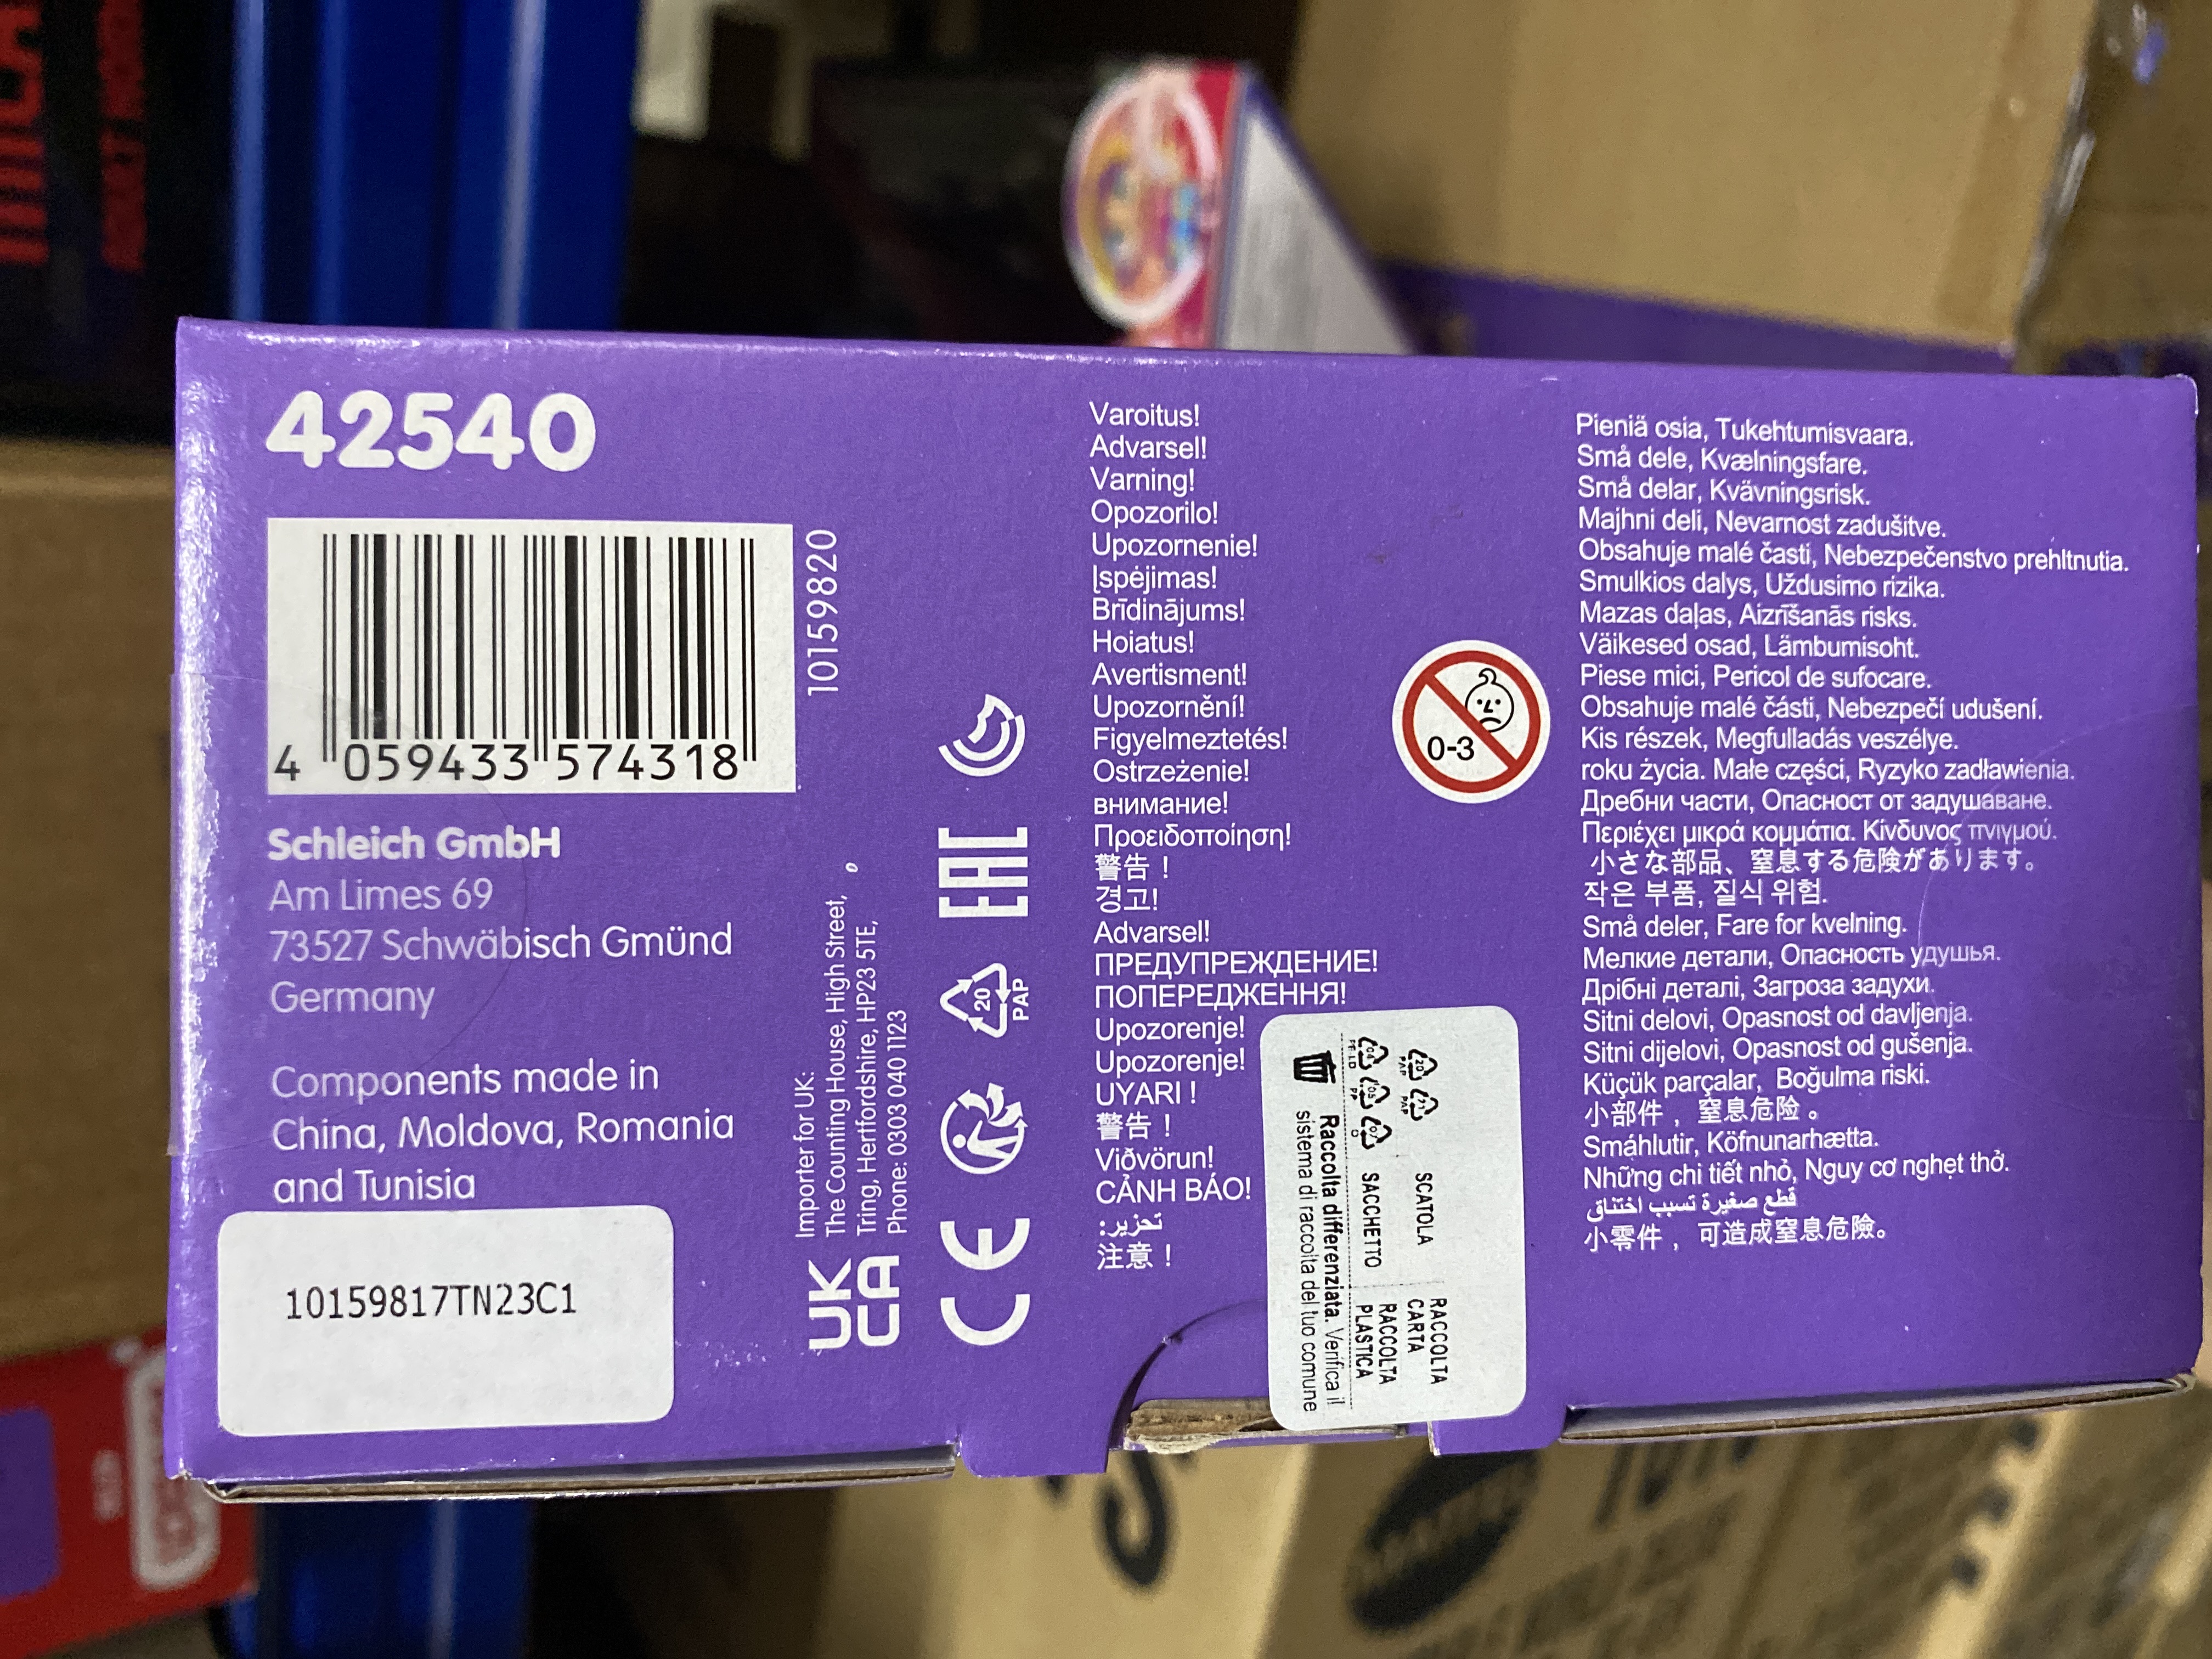 42540
4 059433 574318
10159820
Schleich GmbH
Am Limes 69
73527 Schwäbisch Gmünd
Germany
Components made in
China, Moldova, Romania
and Tunisia
10159817TN23C1
Importer for UK:
The Counting House, High Street,
Tring, Hertfordshire, HP23 5TE,
Phone: 0303 040 1123
UK
CA
CE
20
PAP
EAC
Varoitus!
Advarsel!
Varning!
Opozorilo!
Upozornenie!
Įspėjimas!
Brīdinājums!
Hoiatus!
Avertisment!
Upozornění!
Figyelmeztetés!
Ostrzeżenie!
внимание!
Προειδοποίηση!
警告！
경고!
Advarsel!
ПРЕДУПРЕЖДЕНИЕ!
ПОПЕРЕДЖЕННЯ!
Upozorenje!
Upozorenje!
UYARI !
警告！
Viðvörun!
CẢNH BÁO!
تحزير:
注意！
0-3
Pieniä osia, Tukehtumisvaara.
Små dele, Kvælningsfare.
Små delar, Kvävningsrisk.
Majhni deli, Nevarnost zadušitve.
Obsahuje malé časti, Nebezpečenstvo prehltnutia.
Smulkios dalys, Uždusimo rizika.
Mazas daļas, Aizrīšanās risks.
Väikesed osad, Lämbumisoht.
Piese mici, Pericol de sufocare.
Obsahuje malé části, Nebezpečí udušení.
Kis részek, Megfulladás veszélye.
roku życia. Małe części, Ryzyko zadławienia.
Дребни части, Опасност от задушаване.
Περιέχει μικρά κομμάτια. Κίνδυνος πνιγμού.
小さな部品、窒息する危険があります。
작은 부품, 질식 위험.
Små deler, Fare for kvelning.
Мелкие детали, Опасность удушья.
Дрібні деталі, Загроза задухи.
Sitni delovi, Opasnost od davljenja.
Sitni dijelovi, Opasnost od gušenja.
Küçük parçalar, Boğulma riski.
小部件，窒息危险。
Smáhlutir, Köfnunarhætta.
Những chi tiết nhỏ, Nguy cơ nghẹt thở.
قطع صغيرة تسبب اختناق
小零件，可造成窒息危險。
SCATOLA
RACCOLTA
CARTA
SACCHETTO
RACCOLTA
PLASTICA
Raccolta differenziata. Verifica il
sistema di raccolta del tuo comune